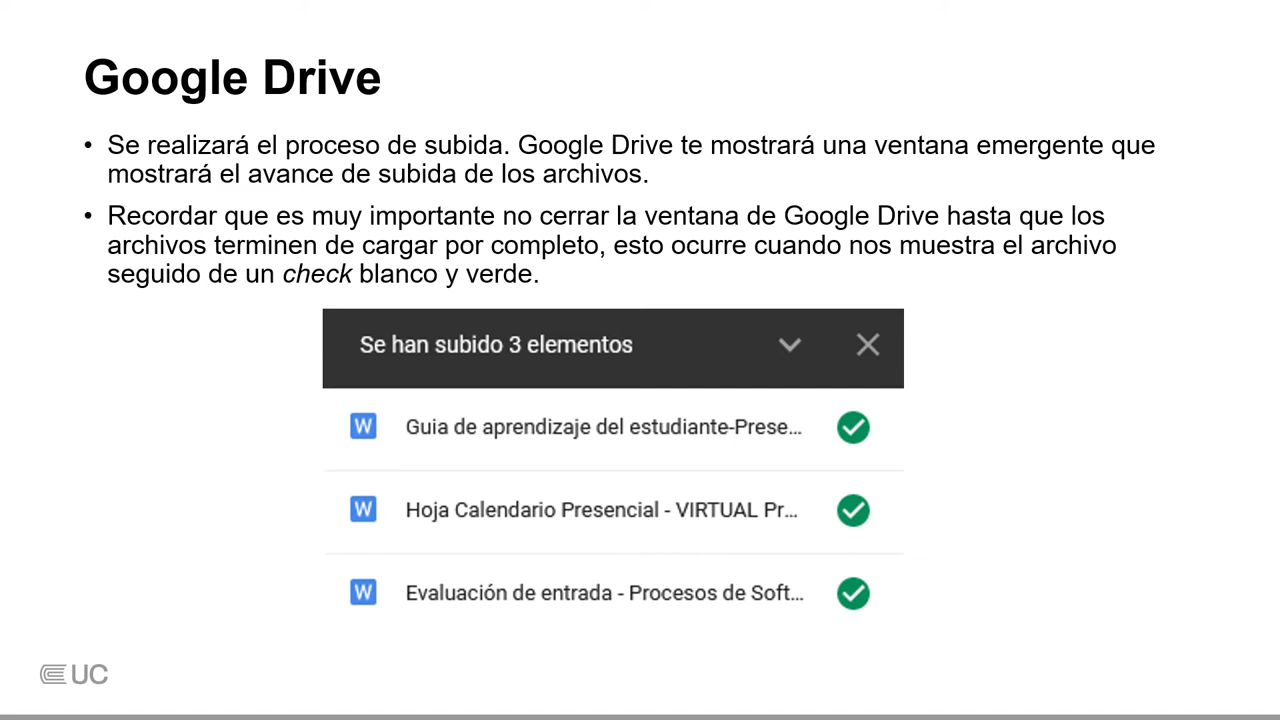 Google Drive
• Se realizará el proceso de subida. Google Drive te mostrará una ventana emergente que
mostrará el avance de subida de los archivos.
• Recordar que es muy importante no cerrar la ventana de Google Drive hasta que los
archivos terminen de cargar por completo, esto ocurre cuando nos muestra el archivo
seguido de un check blanco y verde.
Se han subido 3 elementos
W Guia de aprendizaje del estudiante-Prese...
W Hoja Calendario Presencial - VIRTUAL Pr...
W Evaluación de entrada - Procesos de Soft...
UC